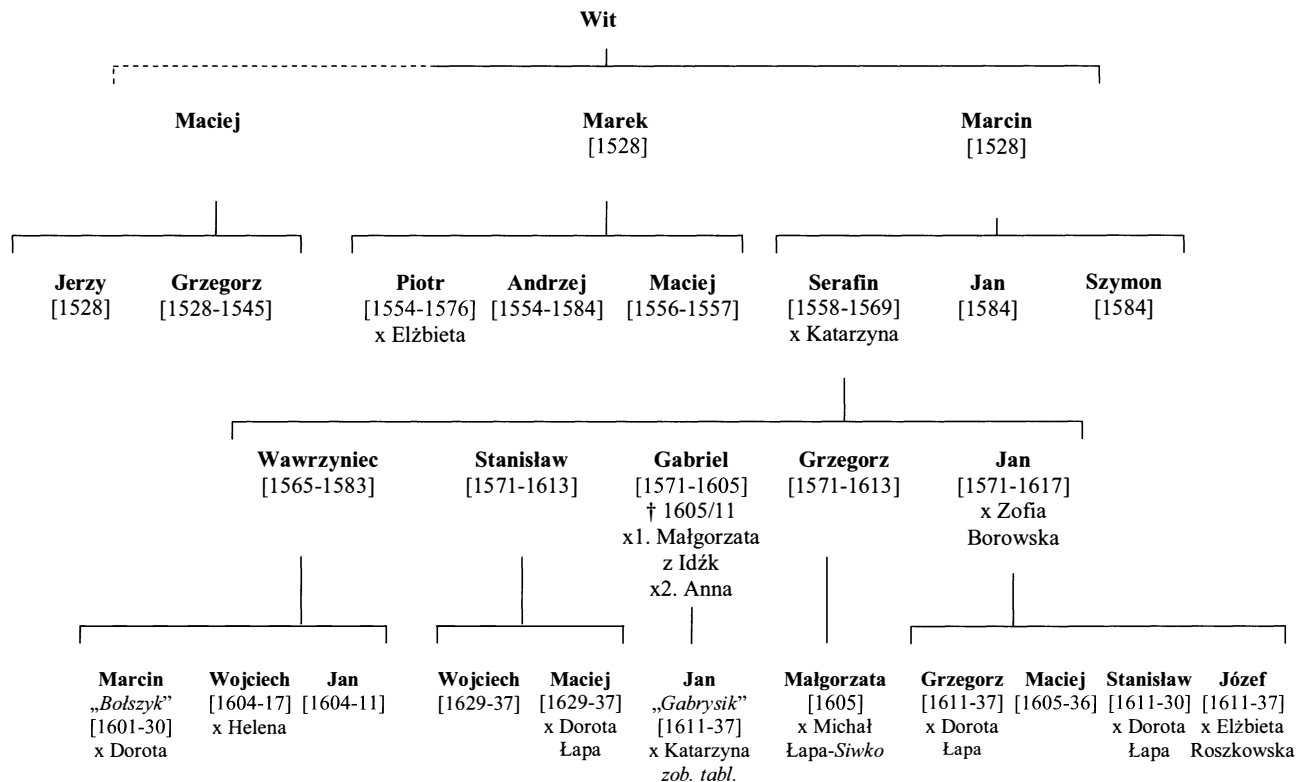 Wit
Maciej Marek Marcin
[1528] [1528]
Jerzy Grzegorz Piotr Andrzej Maciej Serafin Jan Szymon
[1528] [1528-1545] [1554-1576] [1554-1584] [1556-1557] [1558-1569] [1584] [1584]
x Elżbieta x Katarzyna
Wawrzyniec Stanisław Gabriel Grzegorz Jan
[1565-1583] [1571-1613] [1571-1605] [1571-1613] [1571-1617]
† 1605/11 x Zofia
x1. Małgorzata Borowska
z Idźk
x2. Anna
Marcin Wojciech Jan Wojciech Maciej Jan Małgorzata Grzegorz Maciej Stanisław Józef
„Bołszyk” [1604-17] [1604-11] [1629-37] [1629-37] „Gabrysik” [1605] [1611-37] [1605-36] [1611-30] [1611-37]
[1601-30] x Helena x Dorota [1611-37] x Michał x Dorota x Dorota x Elżbieta
x Dorota Łapa x Katarzyna Łapa-Siwko Łapa Łapa Roszkowska
zob. tabl.